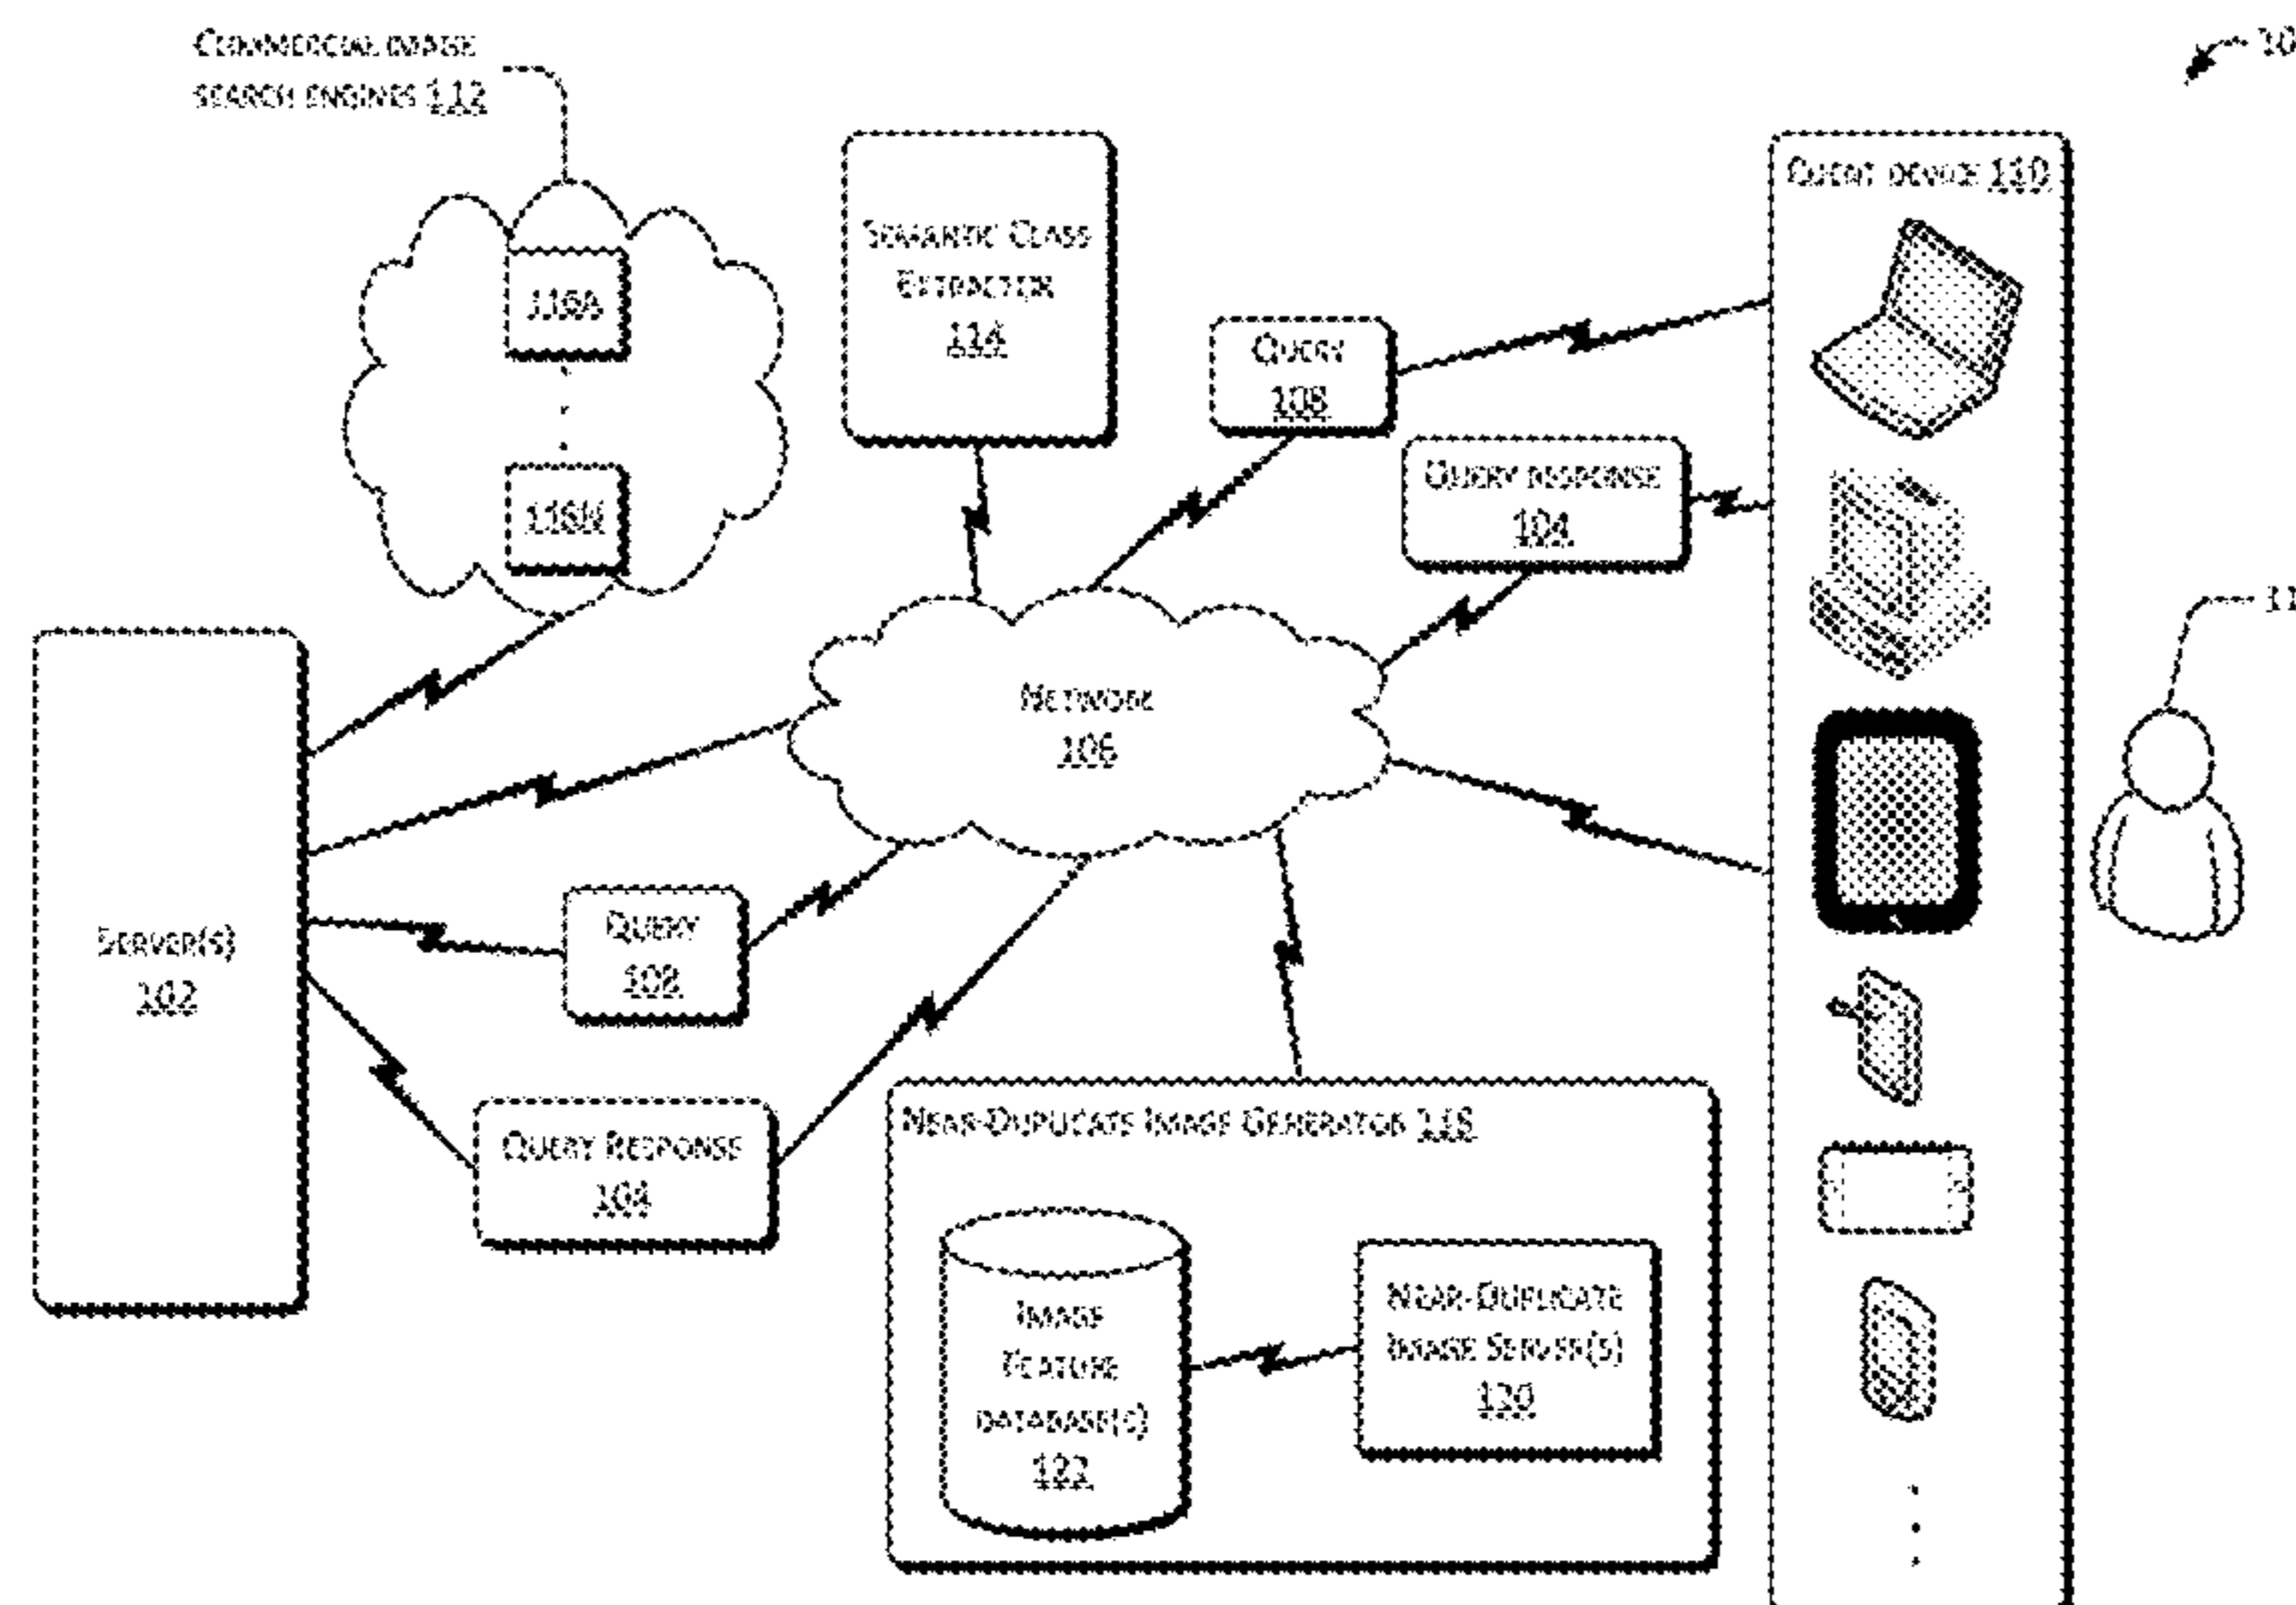 COMMERCIAL IMAGE
SEARCH ENGINES 112
116A
116N
SEMANTIC CLASS
EXTRACTION
114
QUERY
108
QUERY RESPONSE
104
CLIENT DEVICE 110
NETWORK
106
SERVER(S)
102
QUERY
108
QUERY RESPONSE
104
NEAR-DUPLICATE IMAGE GENERATOR 118
IMAGE
FEATURE
DATABASE(S)
122
NEAR-DUPLICATE
IMAGE SERVER(S)
120